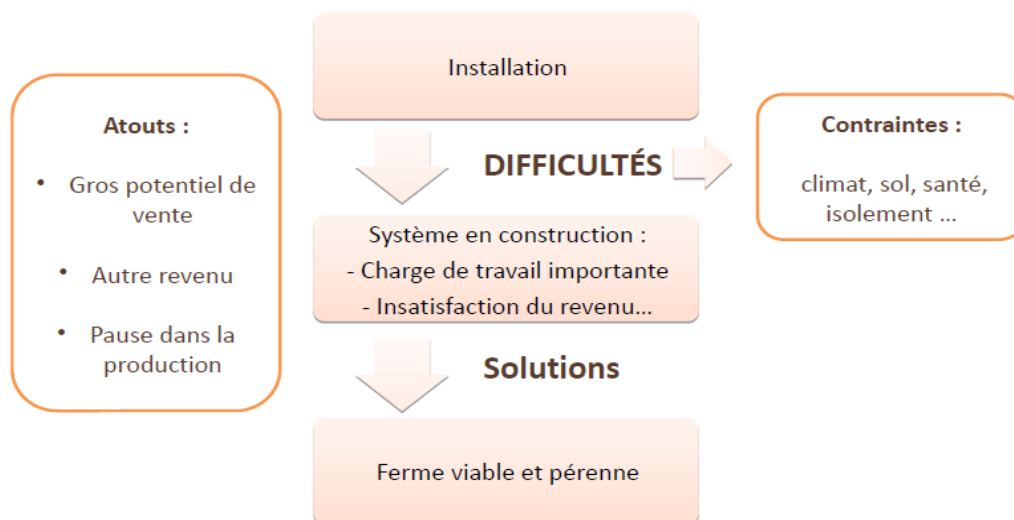 Installation
Atouts :
• Gros potentiel de
vente
• Autre revenu
• Pause dans la
production
DIFFICULTÉS
Contraintes :
climat, sol, santé,
isolement ...
Système en construction :
- Charge de travail importante
- Insatisfaction du revenu...
Solutions
Ferme viable et pérenne